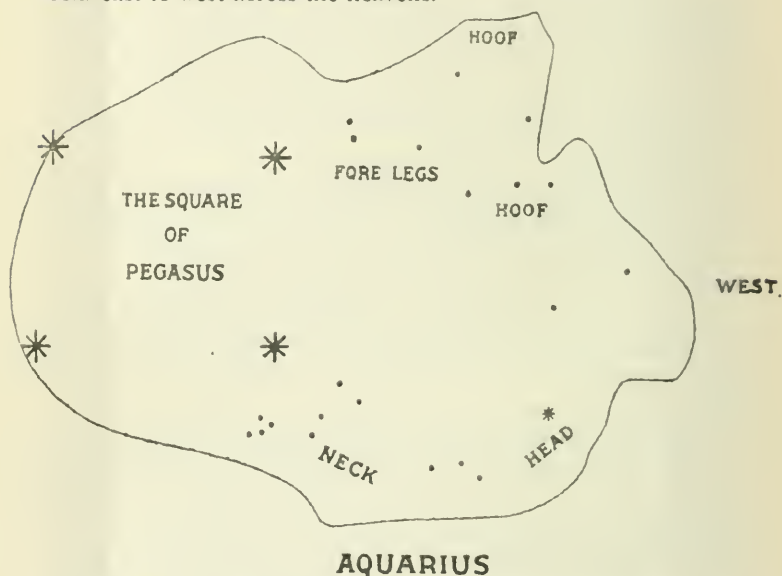 HOOF
FORE LEGS
THE SQUARE
OF
PEGASUS
HOOF
WEST.
HEAD
NECK
AQUARIUS